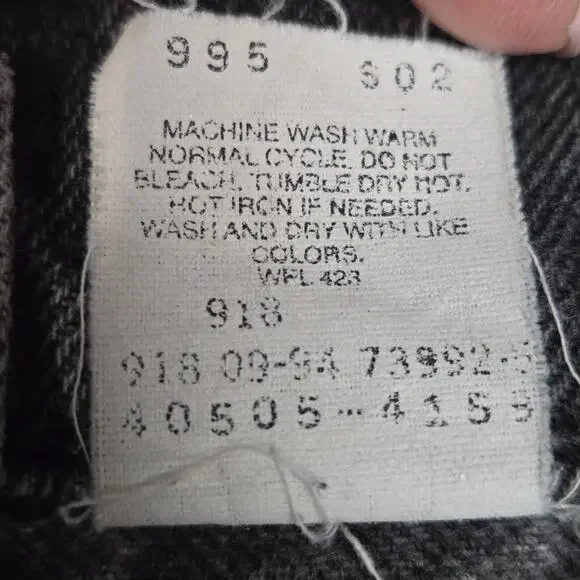 995 S02
MACHINE WASH WARM
NORMAL CYCLE. DO NOT
BLEACH. TUMBLE DRY HOT.
HOT IRON IF NEEDED.
WASH AND DRY WITH LIKE
COLORS.
WPL 423
918
918 09-94 73992-5
40505-4159